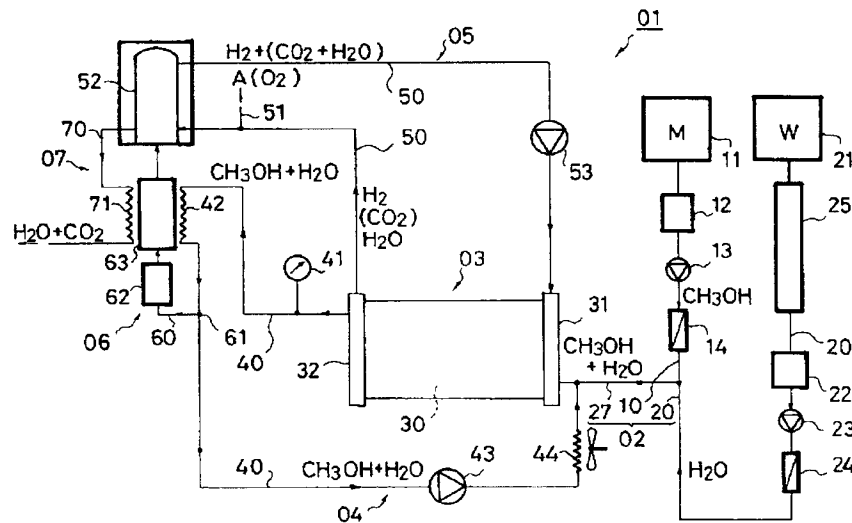 01
H2+(CO2+H2O)
05
52
A(O2)
50
51
70
50
53
M
11
W
21
07
CH3OH+H2O
12
25
71
42
H2
(CO2)
H2O
13
H2O+CO2
41
03
CH3OH
63
31
14
20
62
CH3OH
+H2O
22
06
60
61
40
32
30
27
10
20
02
23
44
24
40
CH3OH+H2O
43
H2O
04